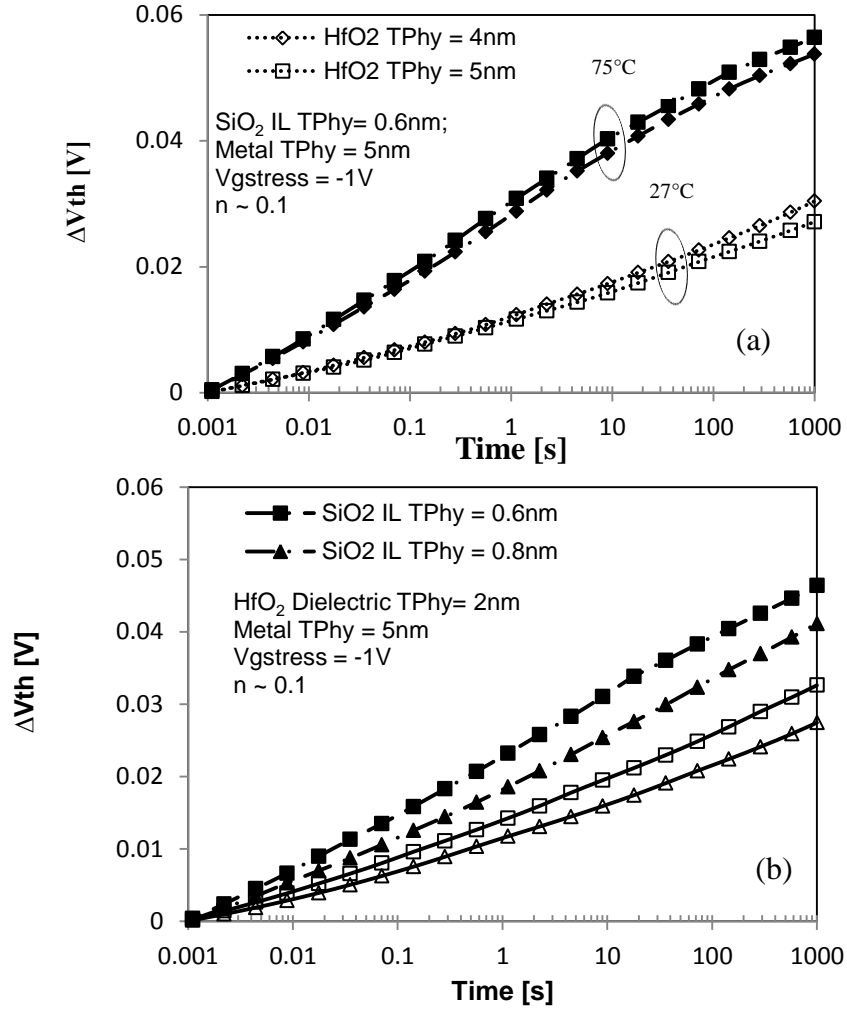 0.06
HfO2 TPhy = 4nm
HfO2 TPhy = 5nm
75°C
SiO₂ IL TPhy= 0.6nm;
Metal TPhy = 5nm
Vgstress = -1V
n ~ 0.1
0.04
27°C
ΔVth [V]
0.02
(a)
0
0.001 0.01 0.1 1 10 100 1000
Time [s]
0.06
SiO2 IL TPhy = 0.6nm
0.05
SiO2 IL TPhy = 0.8nm
HfO₂ Dielectric TPhy= 2nm
Metal TPhy = 5nm
Vgstress = -1V
n ~ 0.1
0.04
ΔVth [V]
0.03
0.02
0.01
(b)
0
0.001 0.01 0.1 1 10 100 1000
Time [s]